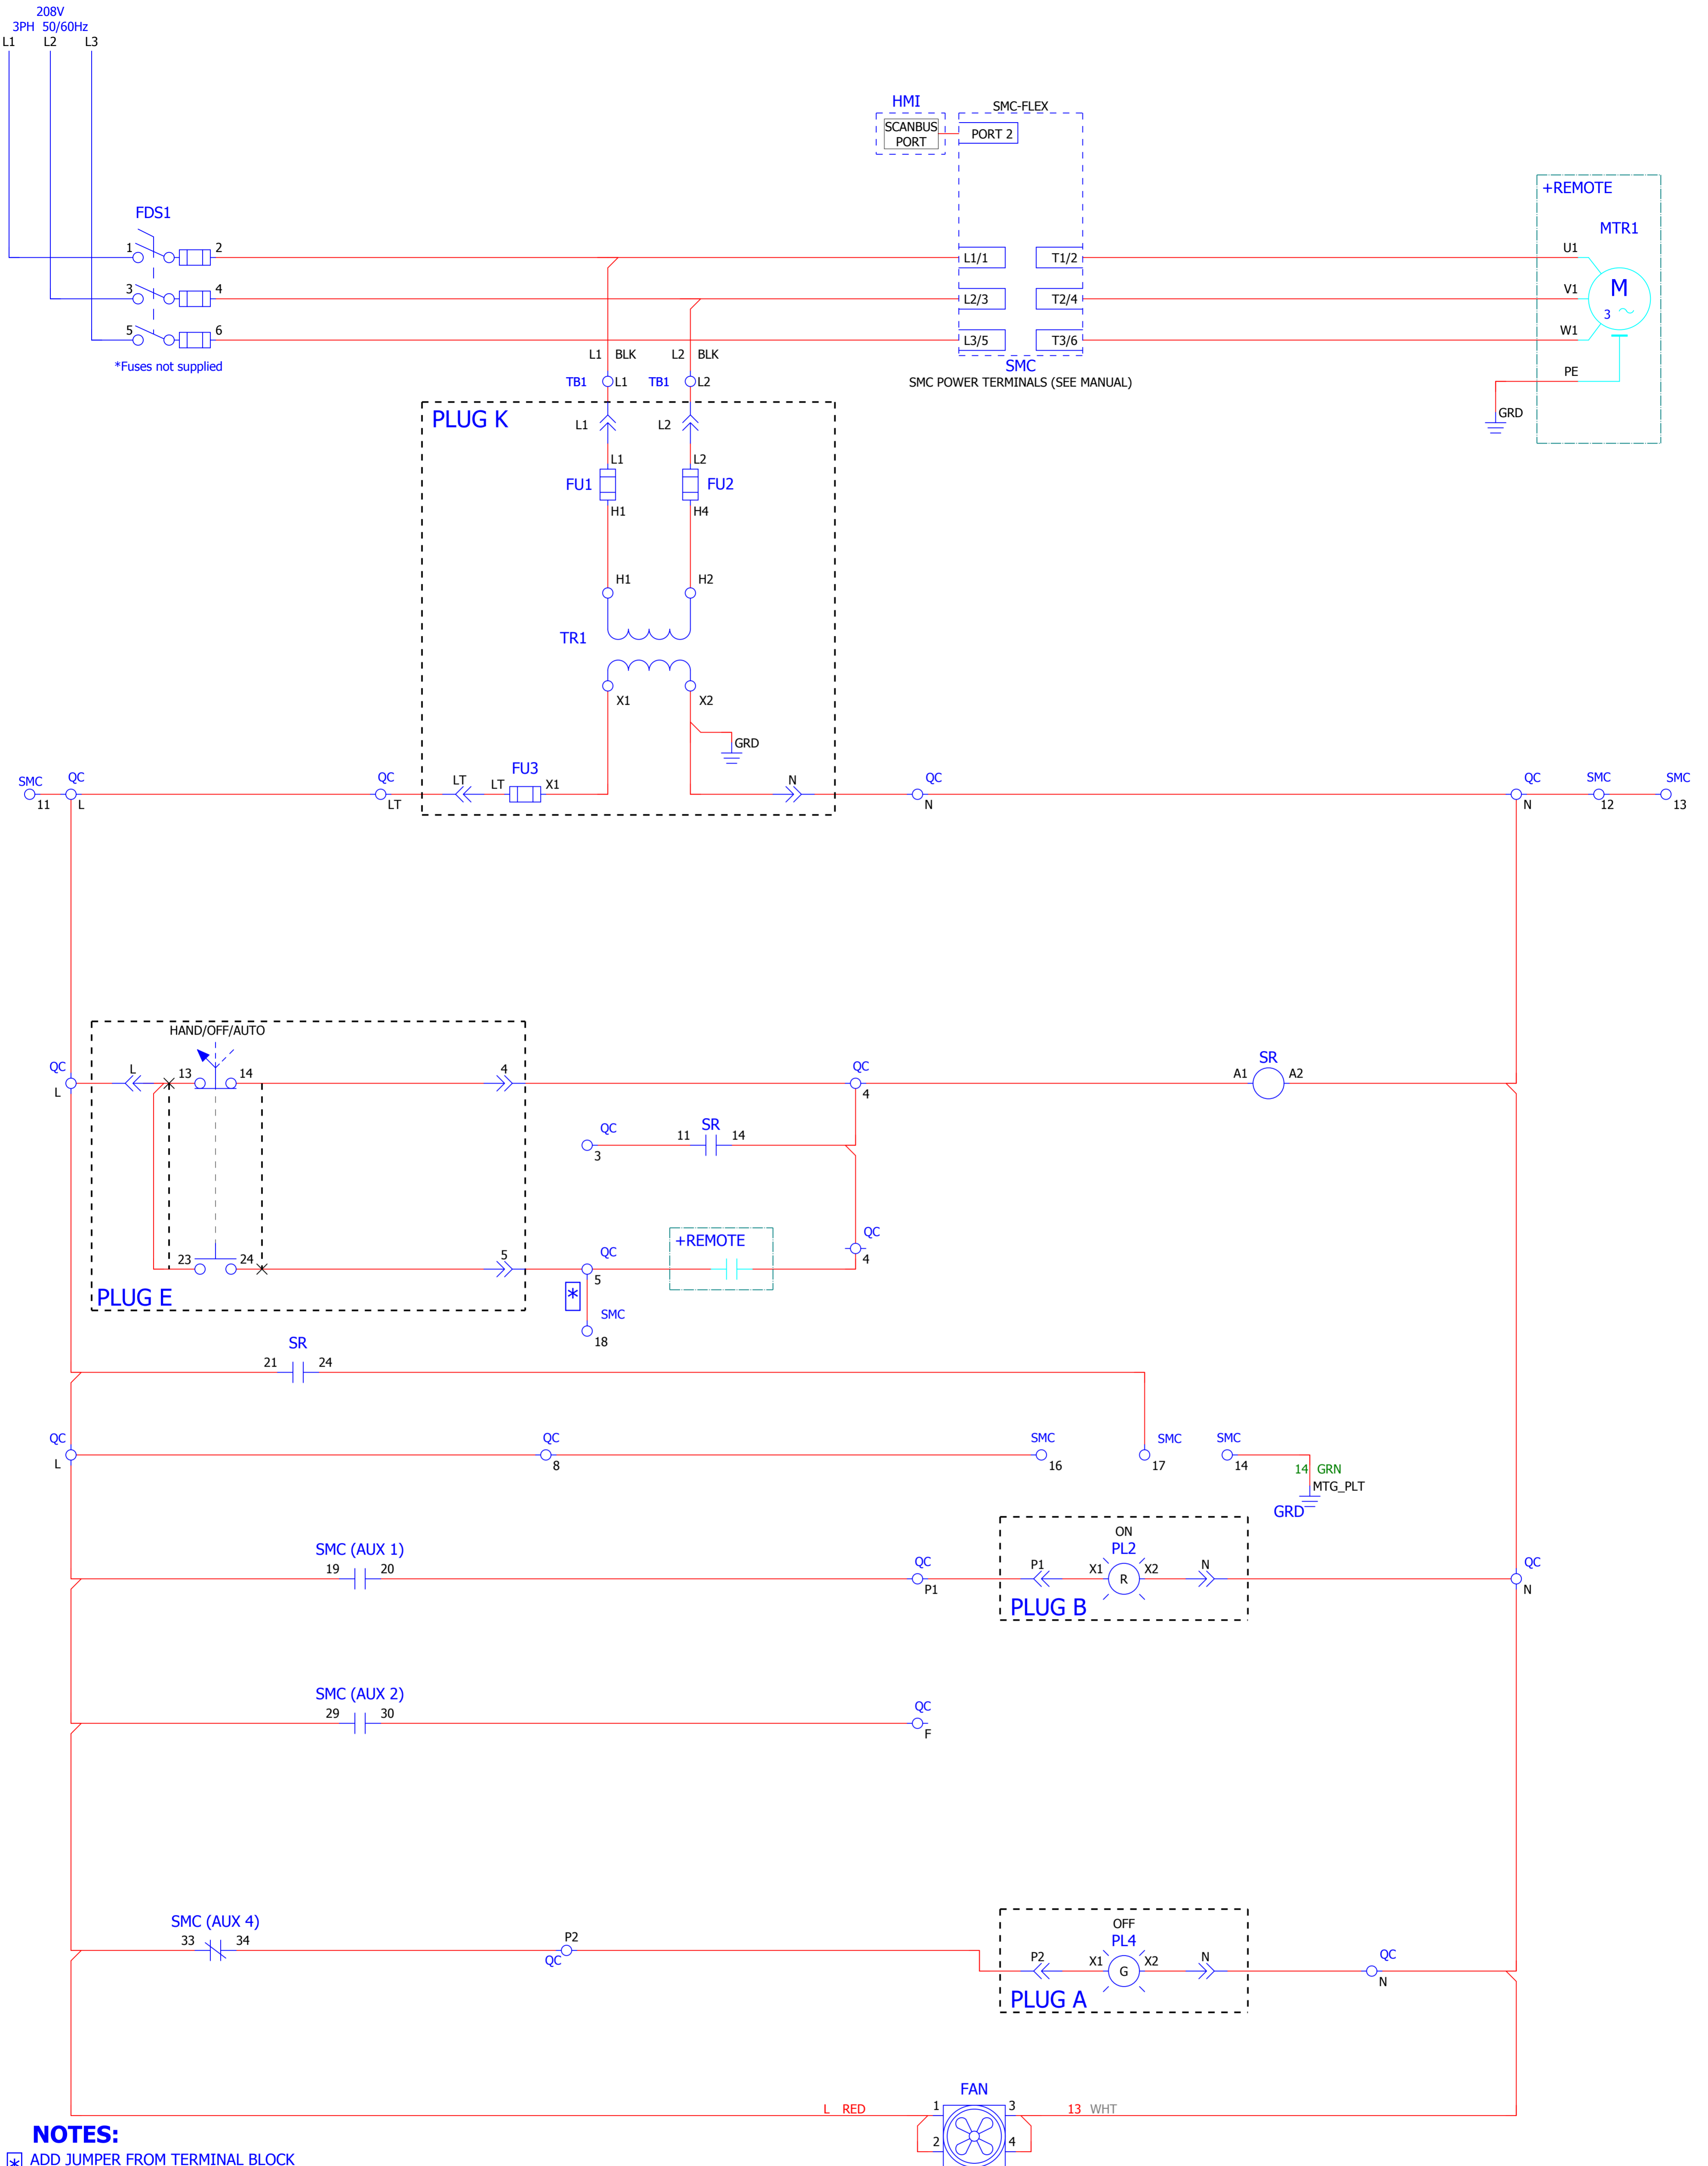 208V
3PH 50/60Hz
L1 L2 L3
HMI
SCANBUS
PORT
SMC-FLEX
PORT 2
+REMOTE
MTR1
FDS1
1 2
3 4
5 6
*Fuses not supplied
L1/1 T1/2
L2/3 T2/4
L3/5 T3/6
SMC
SMC POWER TERMINALS (SEE MANUAL)
U1
V1
W1
PE
M
3
GRD
L1 BLK L2 BLK
TB1 L1 TB1 L2
PLUG K
L1 L2
L1 L2
FU1 FU2
H1 H4
H1 H2
TR1
X1 X2
GRD
SMC QC QC LT LT FU3 X1 N QC QC SMC SMC
11 L LT N N 12 13
HAND/OFF/AUTO
QC L 13 14 4 QC A1 SR A2
L 4
QC 11 SR 14
3
+REMOTE QC
4
23 24 5 QC
5
PLUG E
*
SMC
18
SR
21 24
QC QC SMC SMC SMC
L 8 16 17 14
14 GRN
MTG_PLT
GRD
SMC (AUX 1)
19 20
QC
P1
ON
PL2
P1 X1 R X2 N
PLUG B
QC
N
SMC (AUX 2)
29 30
QC
F
SMC (AUX 4)
33 34
P2
QC
OFF
PL4
P2 X1 G X2 N
PLUG A
QC
N
FAN
L RED 1 3 13 WHT
2 4
NOTES:
* ADD JUMPER FROM TERMINAL BLOCK